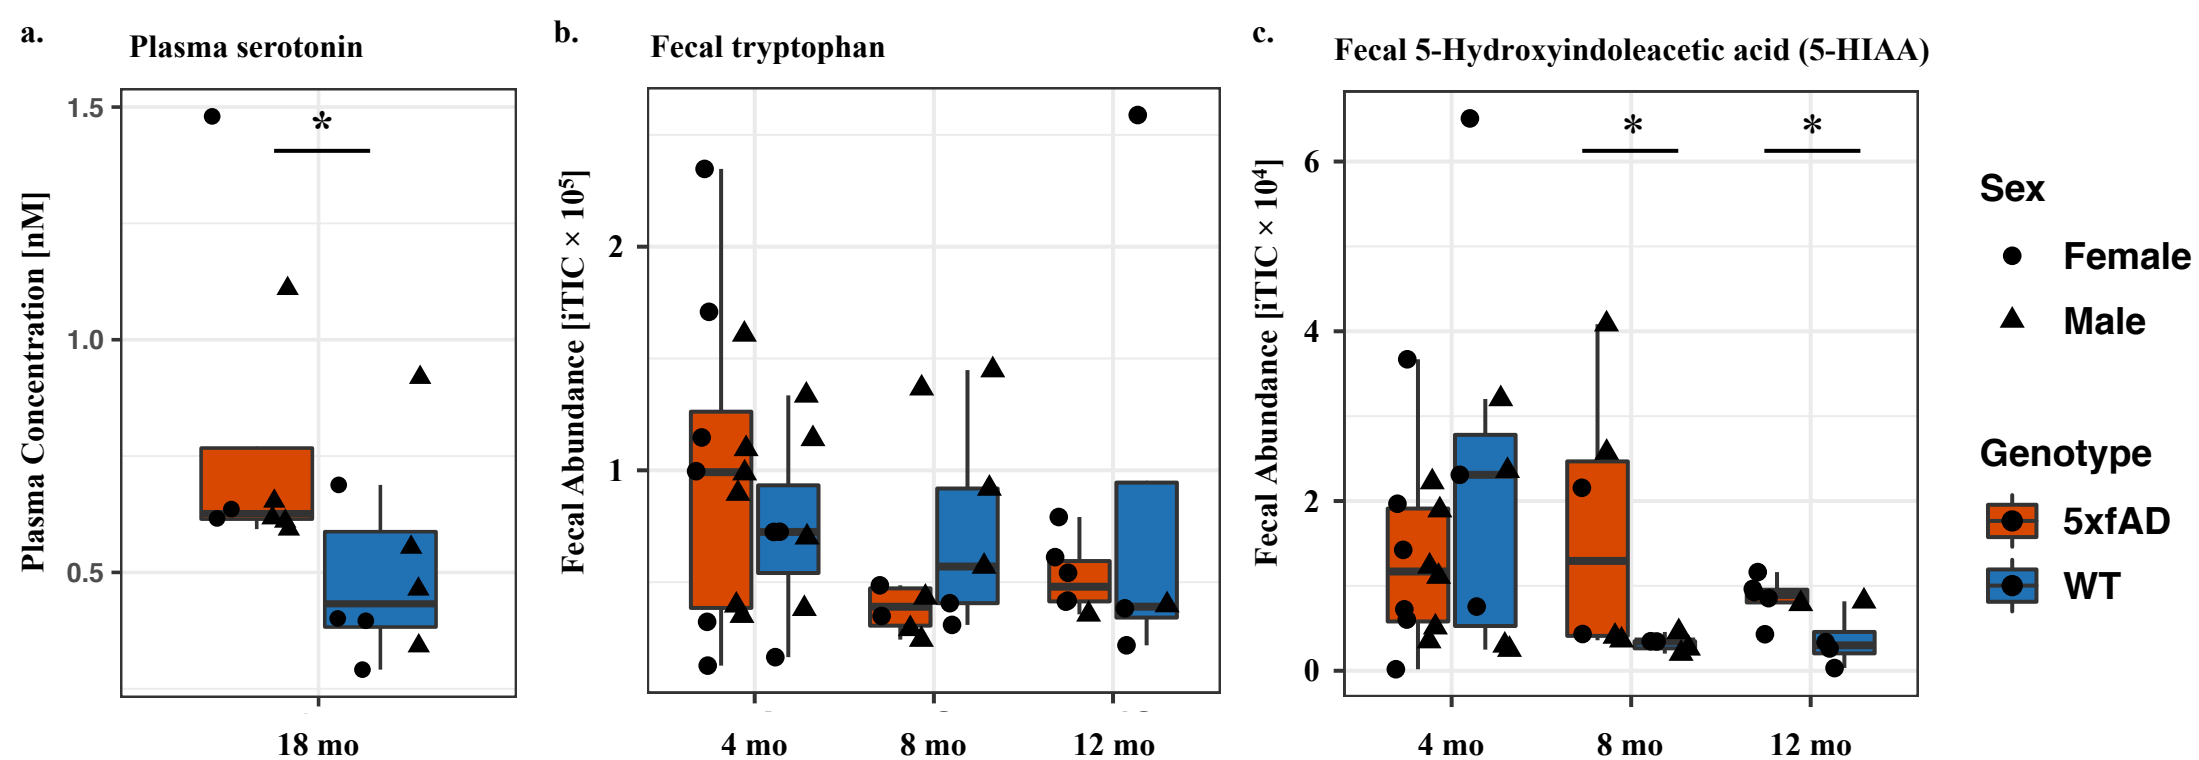 a.
Plasma serotonin
Plasma Concentration [nM]
1.5
1.0
0.5
*
18 mo
b.
Fecal tryptophan
Fecal Abundance [iTIC × 10⁵]
2
1
4 mo
8 mo
12 mo
c.
Fecal 5-Hydroxyindoleacetic acid (5-HIAA)
Fecal Abundance [iTIC × 10⁴]
6
4
2
0
*
*
4 mo
8 mo
12 mo
Sex
Female
Male
Genotype
5xfAD
WT